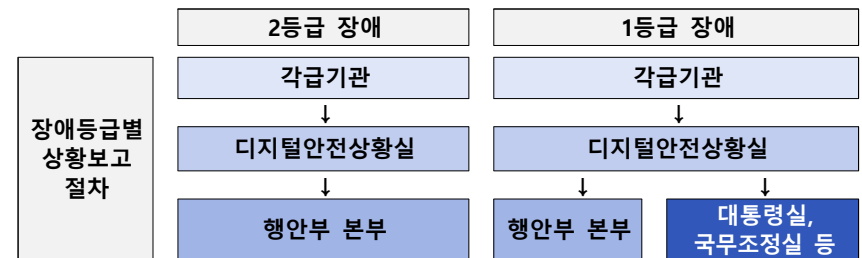 2등급 장애
1등급 장애
장애등급별
상황보고
절차
각급기관
각급기관
↓
↓
디지털안전상황실
디지털안전상황실
↓
↓
↓
행안부 본부
행안부 본부
대통령실,
국무조정실 등